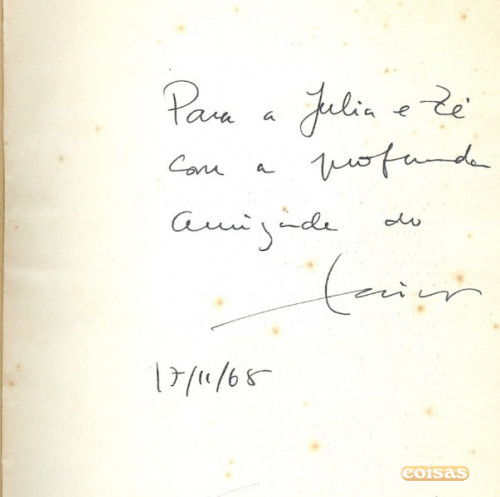 Para a Julia e Zé
com a profunda
amizade do
17/11/68
coisas